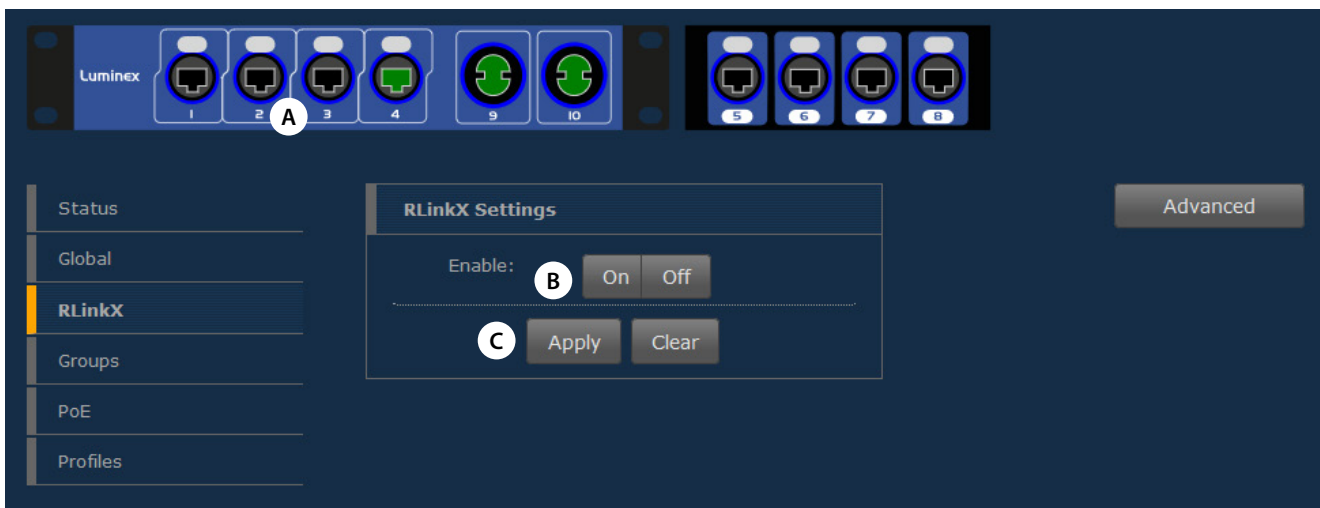 Luminex
1 2 A 3 4 9 10 5 6 7 8
Status
Global
RLinkX
Groups
PoE
Profiles
RLinkX Settings
Enable: B On Off
C Apply Clear
Advanced